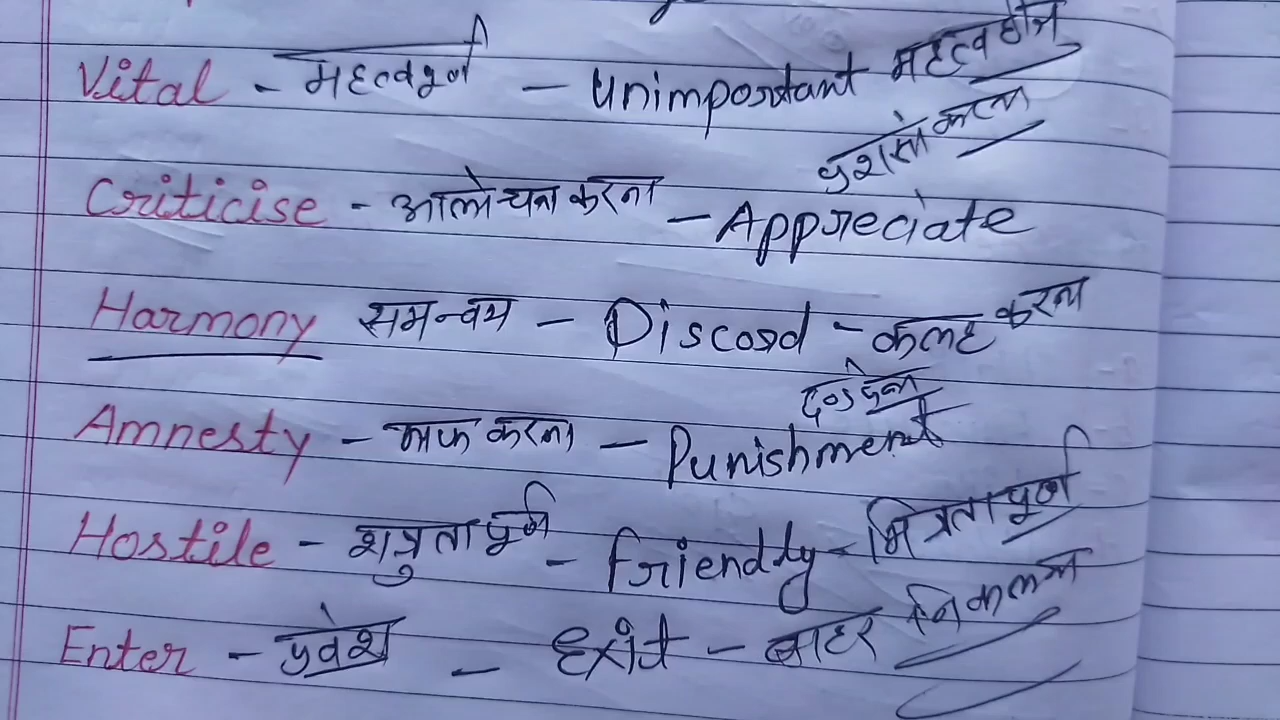 Vital - महत्वपूर्ण - Unimportant महत्वहीन
प्रशंसा करना
Criticise - आलोचना करना - Appreciate
Harmony समन्वय - Discord - कलह करना
दण्ड देना
Amnesty - माफ करना - Punishment
Hostile - शत्रुतापूर्ण - friendly - मित्रतापूर्ण
Enter - प्रवेश - Exit - बाहर निकलना